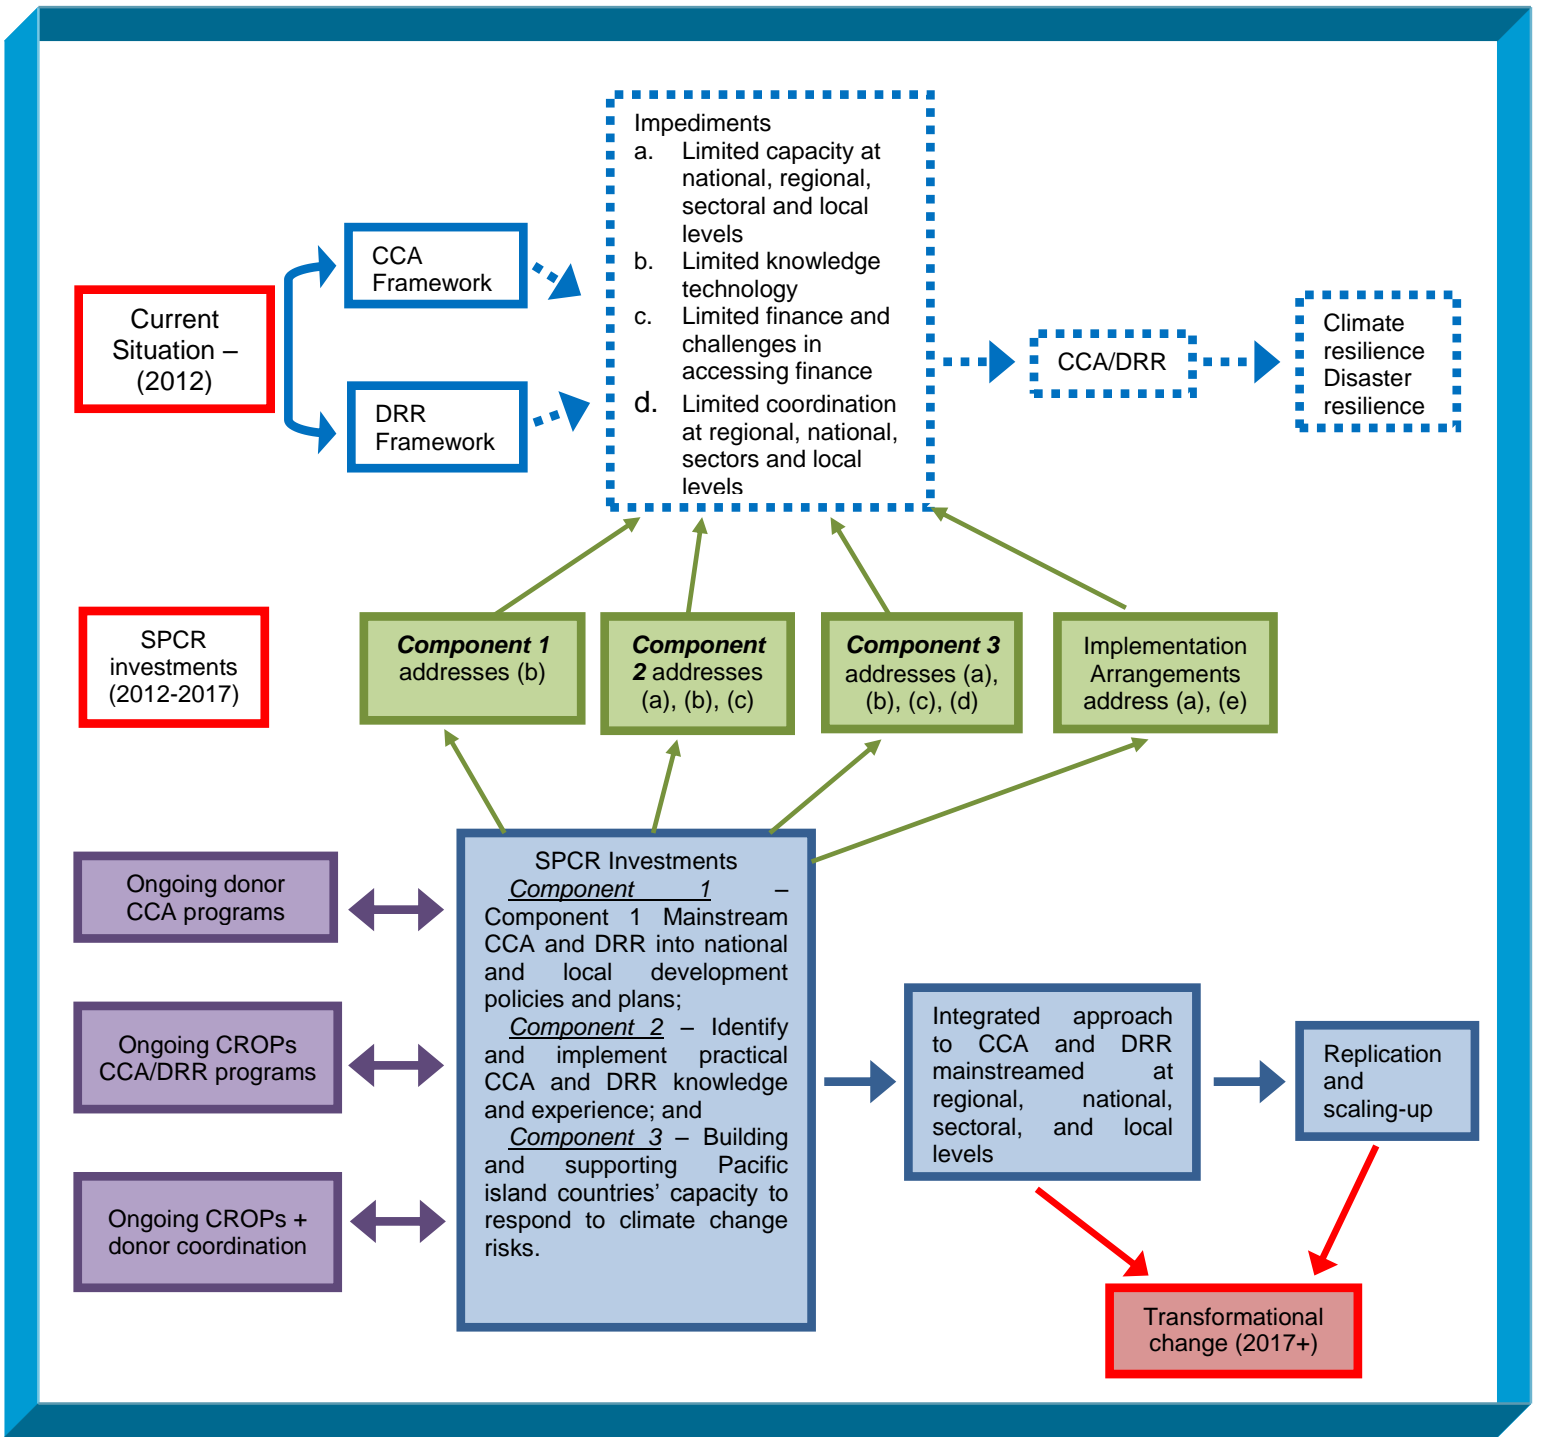 Impediments
a. Limited capacity at
national, regional,
sectoral and local
levels
b. Limited knowledge
technology
c. Limited finance and
challenges in
accessing finance
d. Limited coordination
at regional, national,
sectors and local
levels
CCA
Framework
Current
Situation –
(2012)
DRR
Framework
CCA/DRR
Climate
resilience
Disaster
resilience
SPCR
investments
(2012-2017)
Component 1
addresses (b)
Component
2 addresses
(a), (b), (c)
Component 3
addresses (a),
(b), (c), (d)
Implementation
Arrangements
address (a), (e)
Ongoing donor
CCA programs
Ongoing CROPs
CCA/DRR programs
Ongoing CROPs +
donor coordination
SPCR Investments
Component 1 –
Component 1 Mainstream
CCA and DRR into national
and local development
policies and plans;
Component 2 – Identify
and implement practical
CCA and DRR knowledge
and experience; and
Component 3 – Building
and supporting Pacific
island countries’ capacity to
respond to climate change
risks.
Integrated approach
to CCA and DRR
mainstreamed at
regional, national,
sectoral, and local
levels
Replication
and
scaling-up
Transformational
change (2017+)